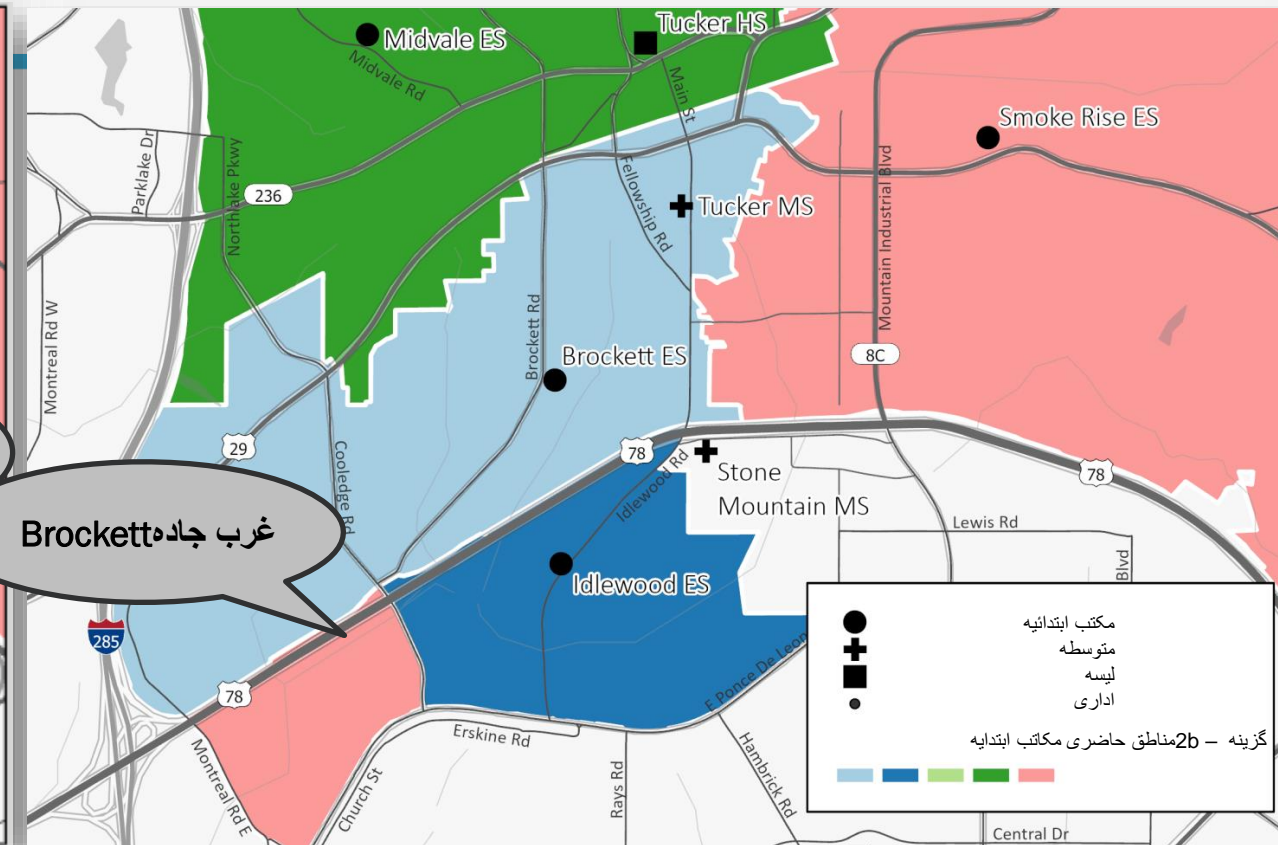 Tucker HS
Midvale ES
Midvale Rd
Main St
Smoke Rise ES
Parklake Dr
Northlake Pkwy
236
Fellowship Rd
Tucker MS
Mountain Industrial Blvd
Montreal Rd W
Brockett Rd
Brockett ES
8C
29
Cooledge Rd
78
Idlewood Rd
Stone
Mountain MS
78
غرب جادهBrockett
Lewis Rd
Blvd
Idlewood ES
285
78
E Ponce De Leon
Erskine Rd
Montreal Rd E
Church St
Rays Rd
Hambrick Rd
Central Dr
مکتب ابتدائیه
متوسطه
لیسه
اداری
گزینه – 2bمناطق حاضری مکاتب ابتدایه